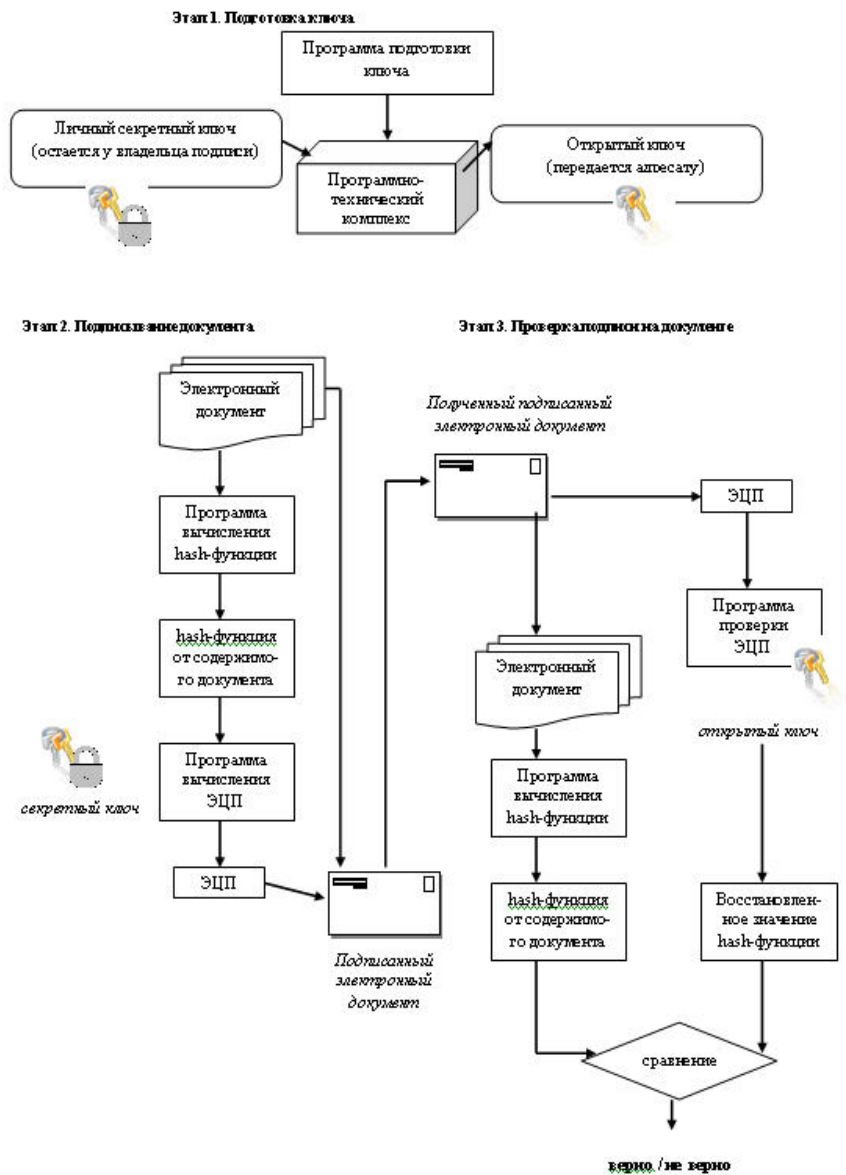 Этап 1. Подготовка ключа
Программа подготовки
ключа
Личный секретный ключ
(остается у владельца подписи)
Программно-
технический
комплекс
Открытый ключ
(передается адресату)
Этап 2. Подписывание документа
Электронный
документ
Программа
вычисления
hash-функции
hash-функция
от содержимо-
го документа
Программа
вычисления
ЭЦП
секретный ключ
ЭЦП
Подписанный
электронный
документ
Этап 3. Проверка подписи на документе
Полученный подписанный
электронный документ
ЭЦП
Программа
проверки
ЭЦП
открытый ключ
Электронный
документ
Программа
вычисления
hash-функции
hash-функция
от содержимо-
го документа
Восстановлен-
ное значение
hash-функции
сравнение
верно / не верно